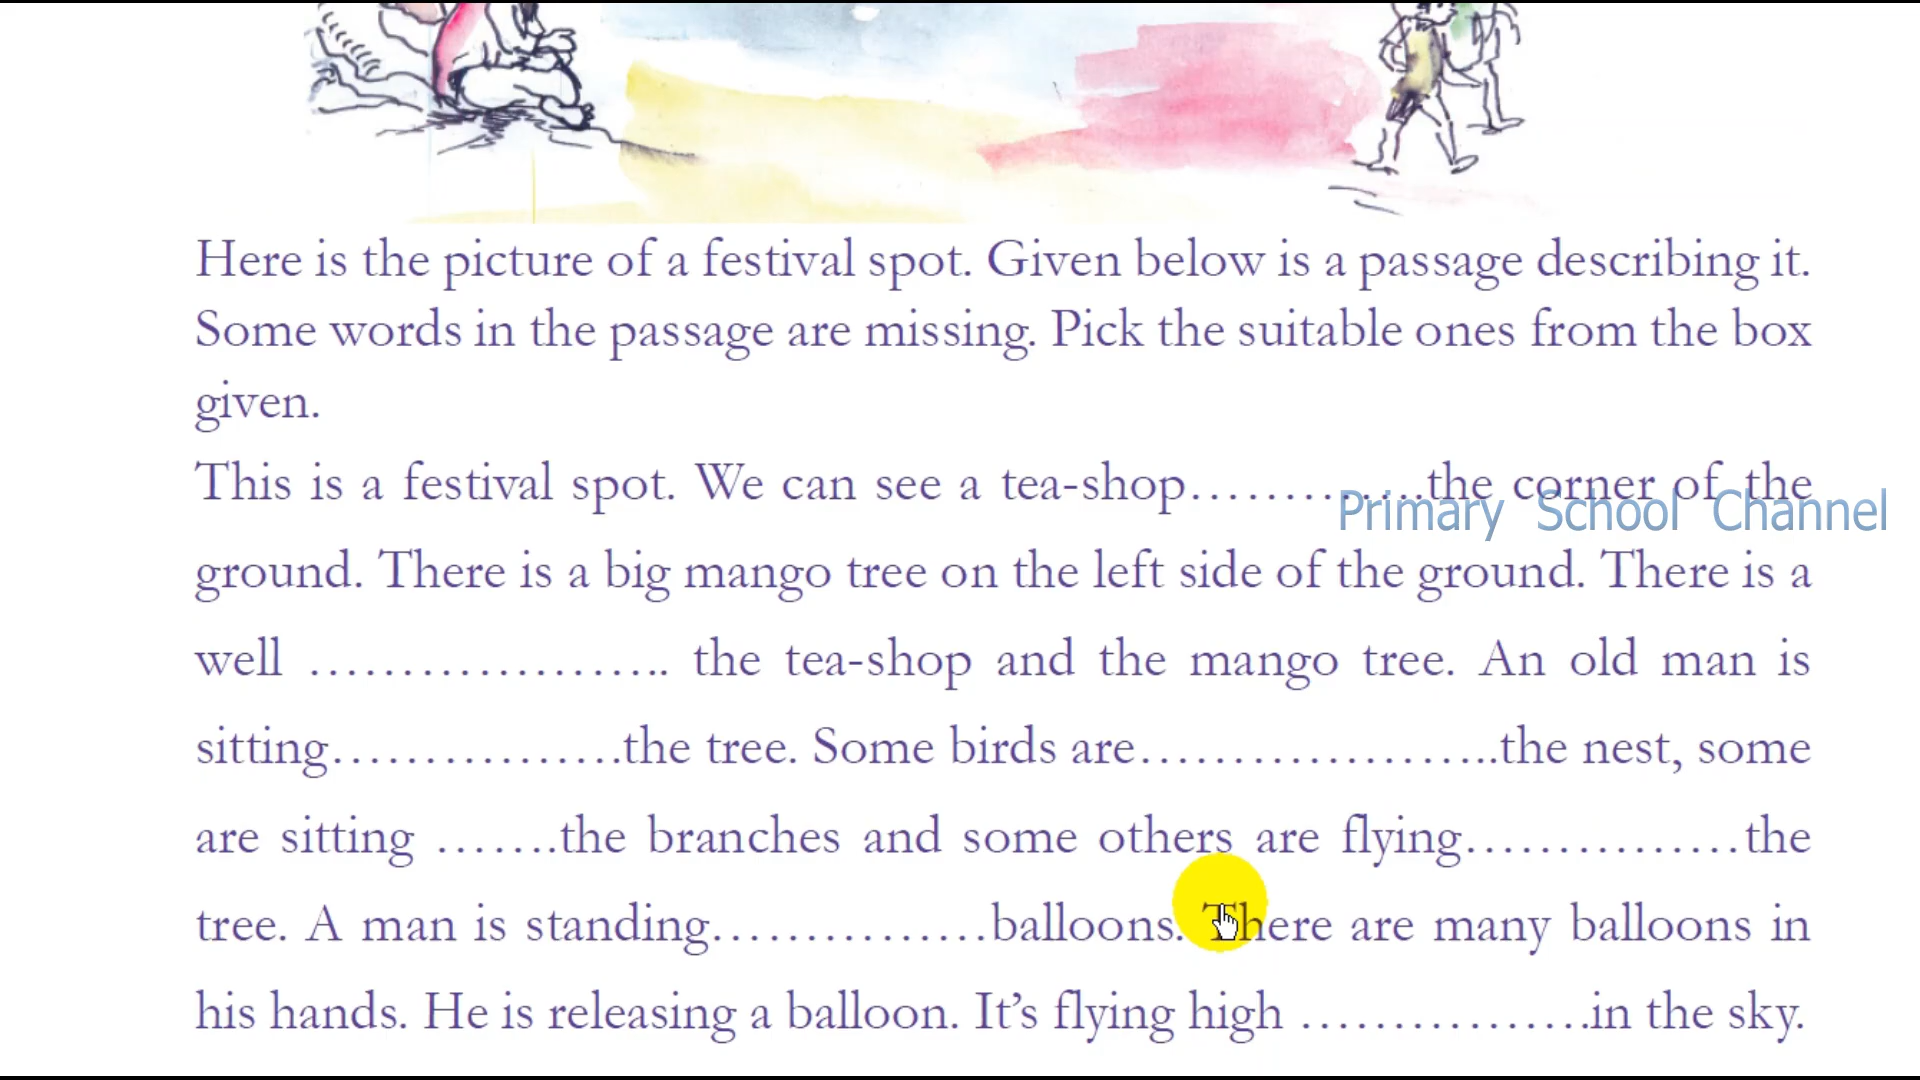 Here is the picture of a festival spot. Given below is a passage describing it.
Some words in the passage are missing. Pick the suitable ones from the box
given.
This is a festival spot. We can see a tea-shop………….the corner of the
Primary School Channel
ground. There is a big mango tree on the left side of the ground. There is a
well ……………….. the tea-shop and the mango tree. An old man is
sitting…………….the tree. Some birds are………………..the nest, some
are sitting …….the branches and some others are flying……………the
tree. A man is standing……………balloons. There are many balloons in
his hands. He is releasing a balloon. It’s flying high …………….in the sky.